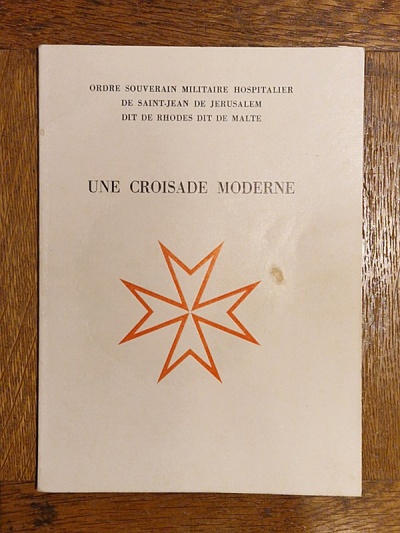 ORDRE SOUVERAIN MILITAIRE HOSPITALIER
DE SAINT-JEAN DE JERUSALEM
DIT DE RHODES DIT DE MALTE
UNE CROISADE MODERNE